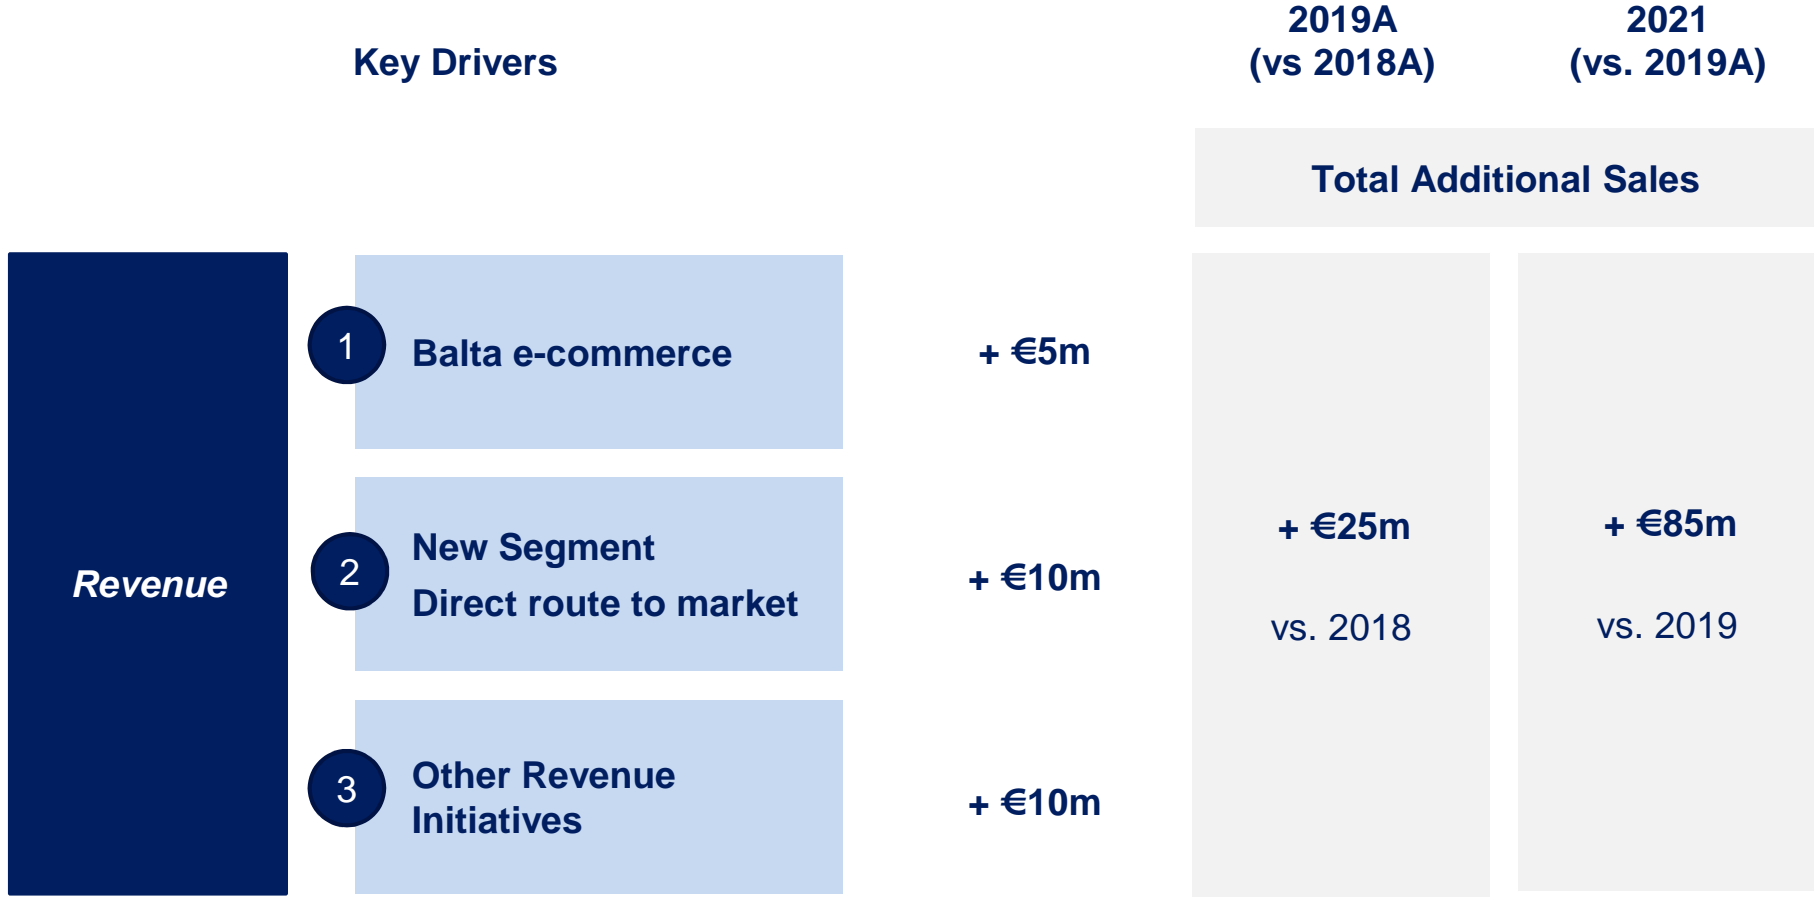 Key Drivers
2019A
(vs 2018A)
2021
(vs. 2019A)
Total Additional Sales
Revenue
1
Balta e-commerce
+ €5m
2
New Segment
Direct route to market
+ €10m
3
Other Revenue
Initiatives
+ €10m
+ €25m
vs. 2018
+ €85m
vs. 2019